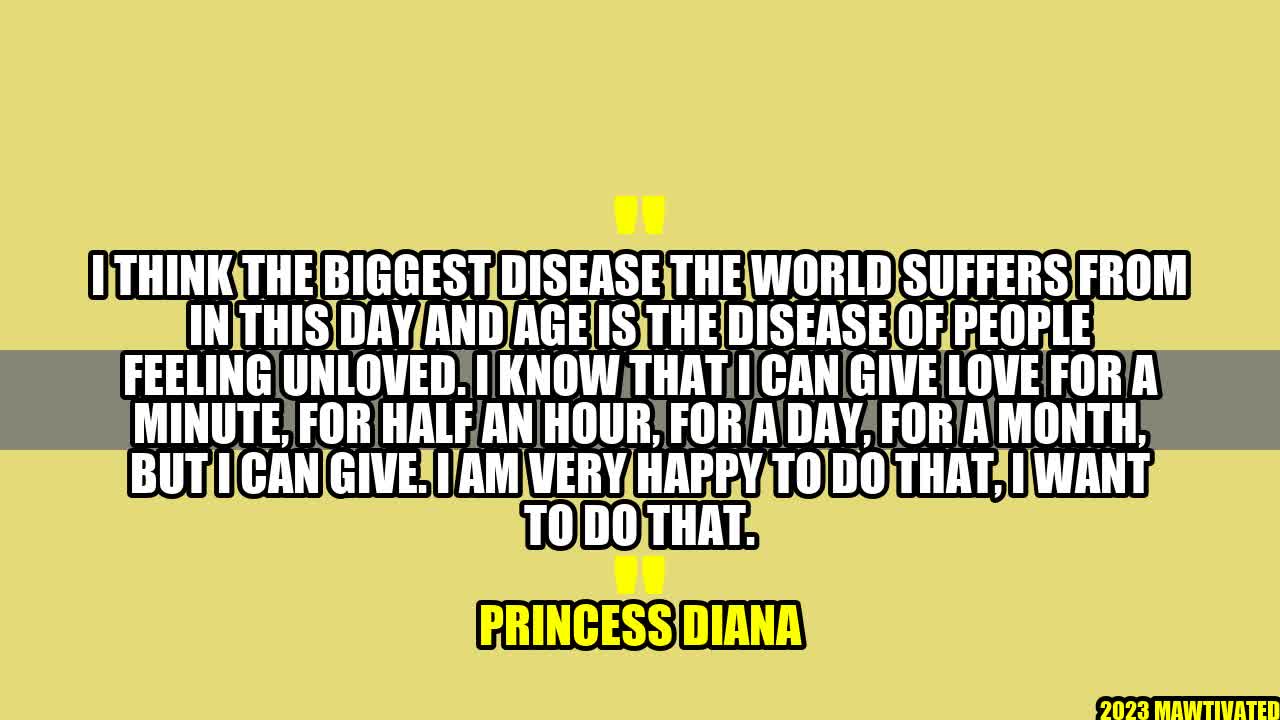 "
I THINK THE BIGGEST DISEASE THE WORLD SUFFERS FROM
IN THIS DAY AND AGE IS THE DISEASE OF PEOPLE
FEELING UNLOVED. I KNOW THAT I CAN GIVE LOVE FOR A
MINUTE, FOR HALF AN HOUR, FOR A DAY, FOR A MONTH,
BUT I CAN GIVE. I AM VERY HAPPY TO DO THAT, I WANT
TO DO THAT.
"
PRINCESS DIANA
2023 MAWTIVATED